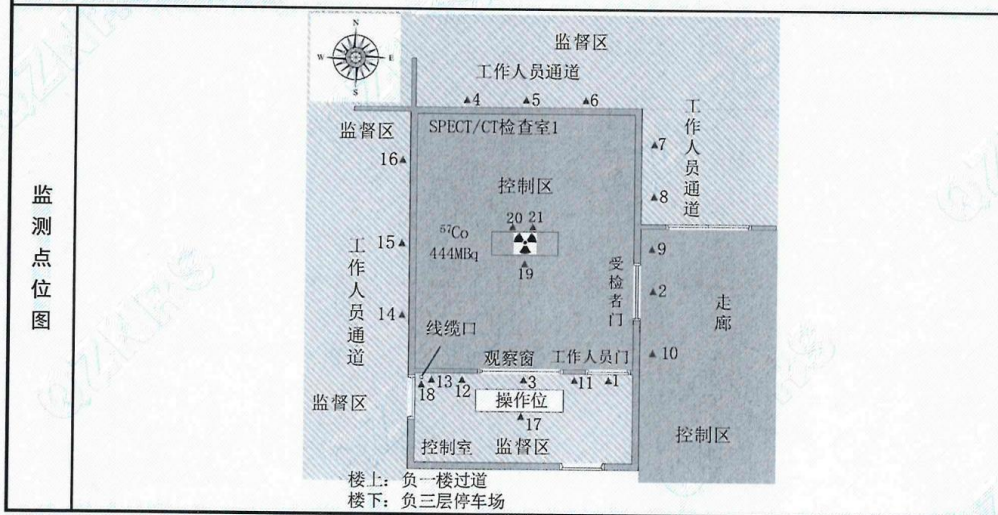 监测点位图
N
W E
S
监督区
工作人员通道
▲4 ▲5 ▲6
监督区
SPECT/CT检查室1
工作人员通道
▲7
16▲
控制区
▲8
20 21
⁵⁷Co
444MBq
15▲
19
▲9
受检者门
▲2
走廊
工作人员通道
14▲
线缆口
▲10
观察窗
工作人员门
18 ▲13 12 ▲3 ▲11 ▲1
操作位
▲17
监督区
控制室 监督区
控制区
楼上：负一楼过道
楼下：负三层停车场